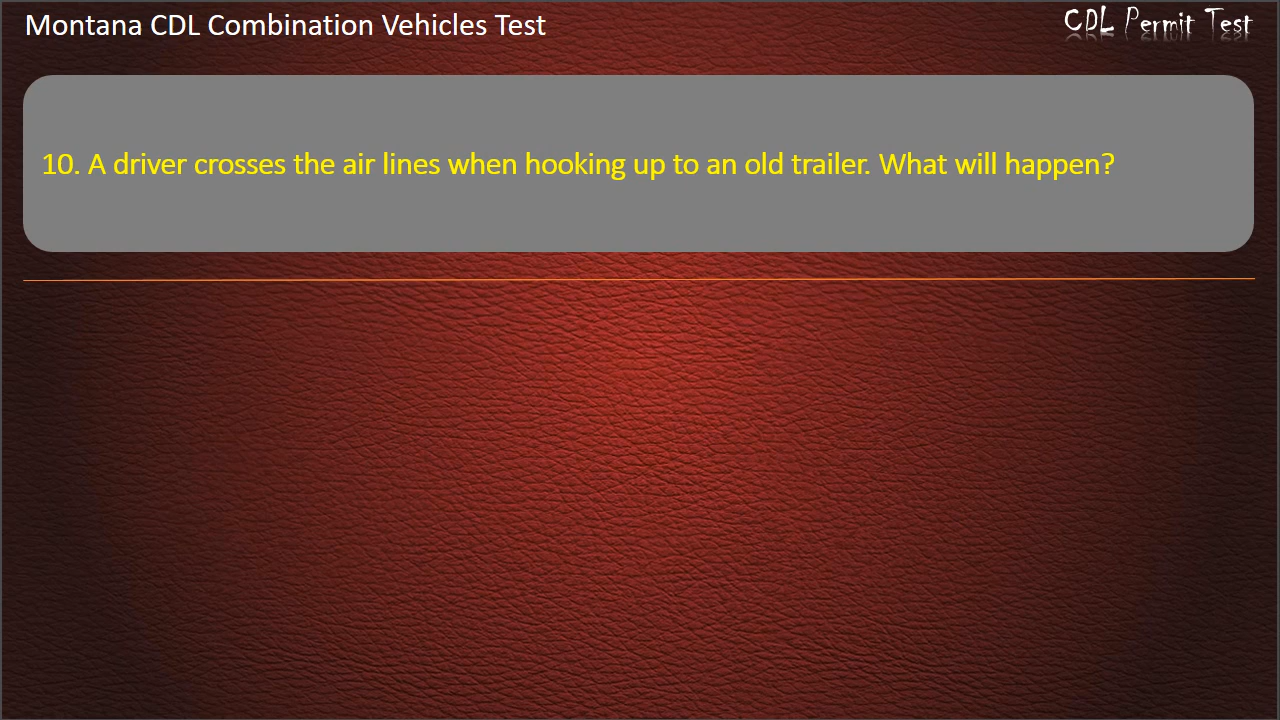 Montana CDL Combination Vehicles Test
CDL Permit Test
10. A driver crosses the air lines when hooking up to an old trailer. What will happen?